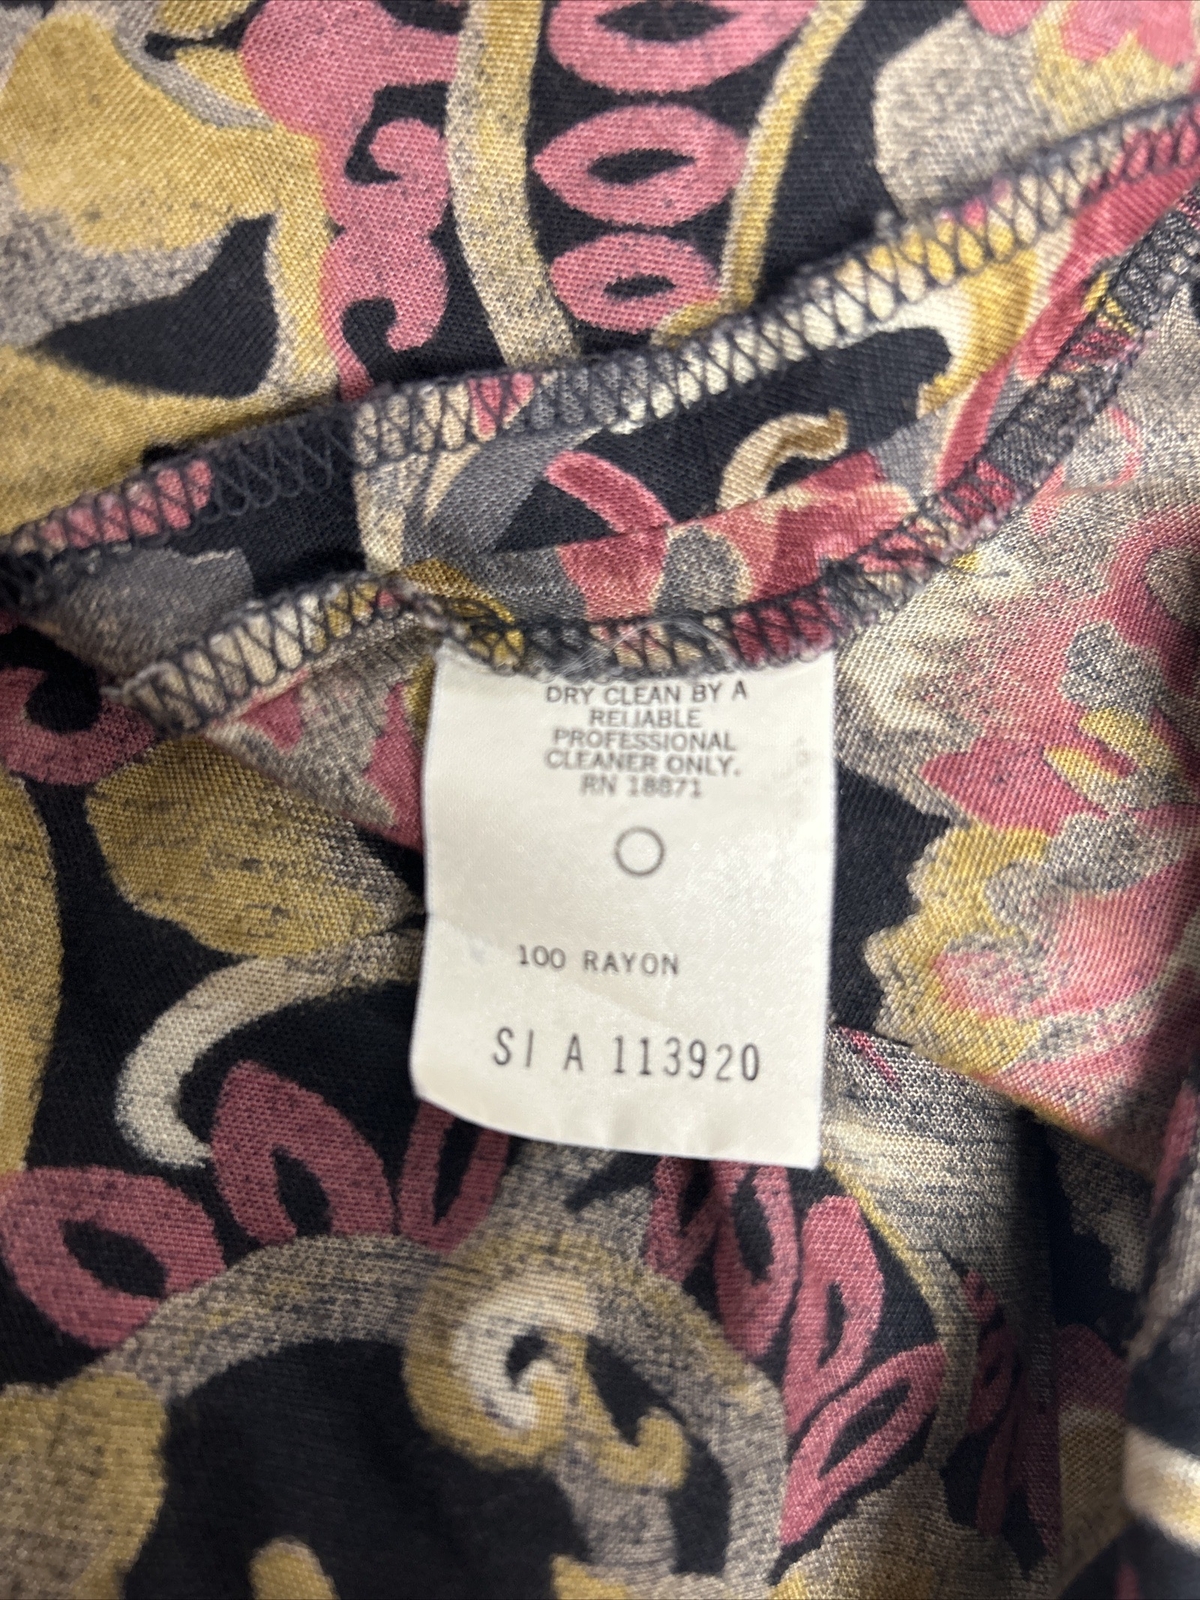 DRY CLEAN BY A
RELIABLE
PROFESSIONAL
CLEANER ONLY.
RN 18871
100 RAYON
SI A 113920